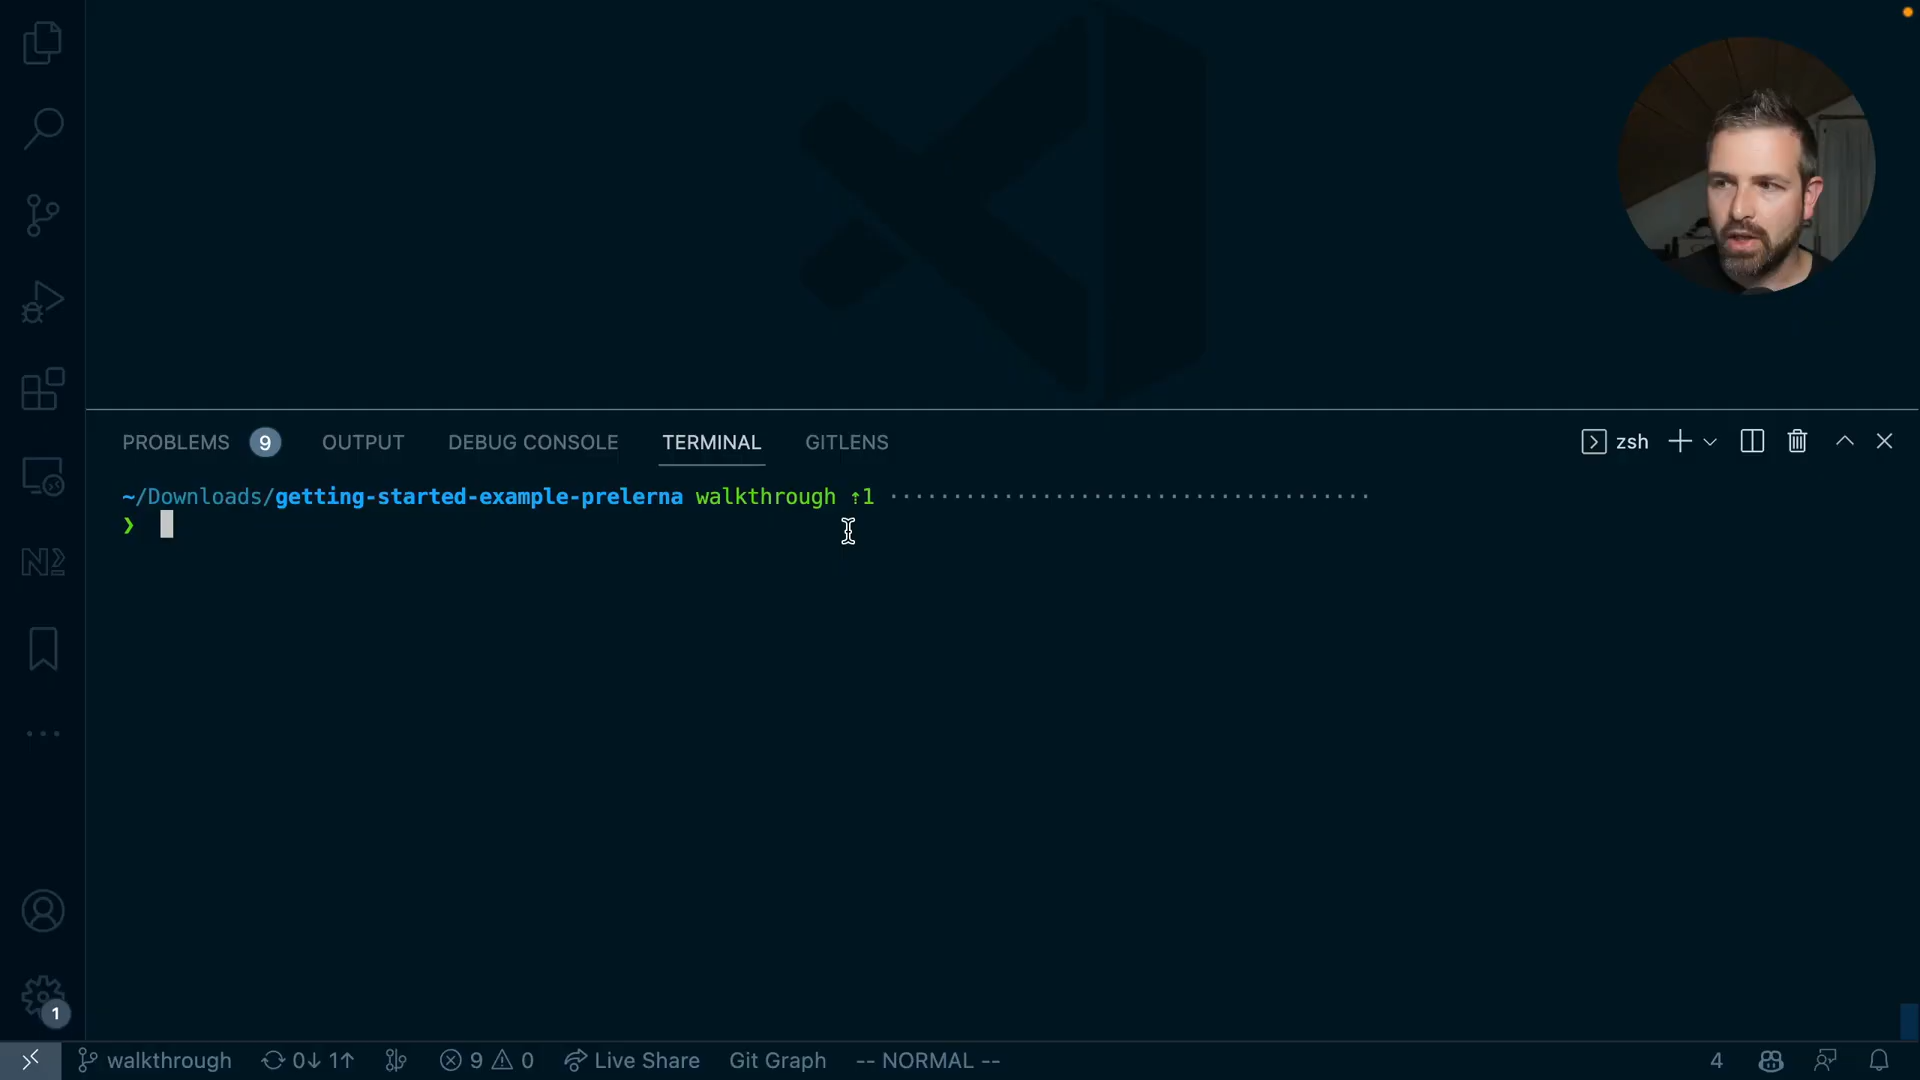 PROBLEMS 9 OUTPUT DEBUG CONSOLE TERMINAL GITLENS zsh
~/Downloads/getting-started-example-prelerna walkthrough ⇡1 ······································
❯
1
walkthrough 0↓ 1↑ 9 0 Live Share Git Graph -- NORMAL -- 4